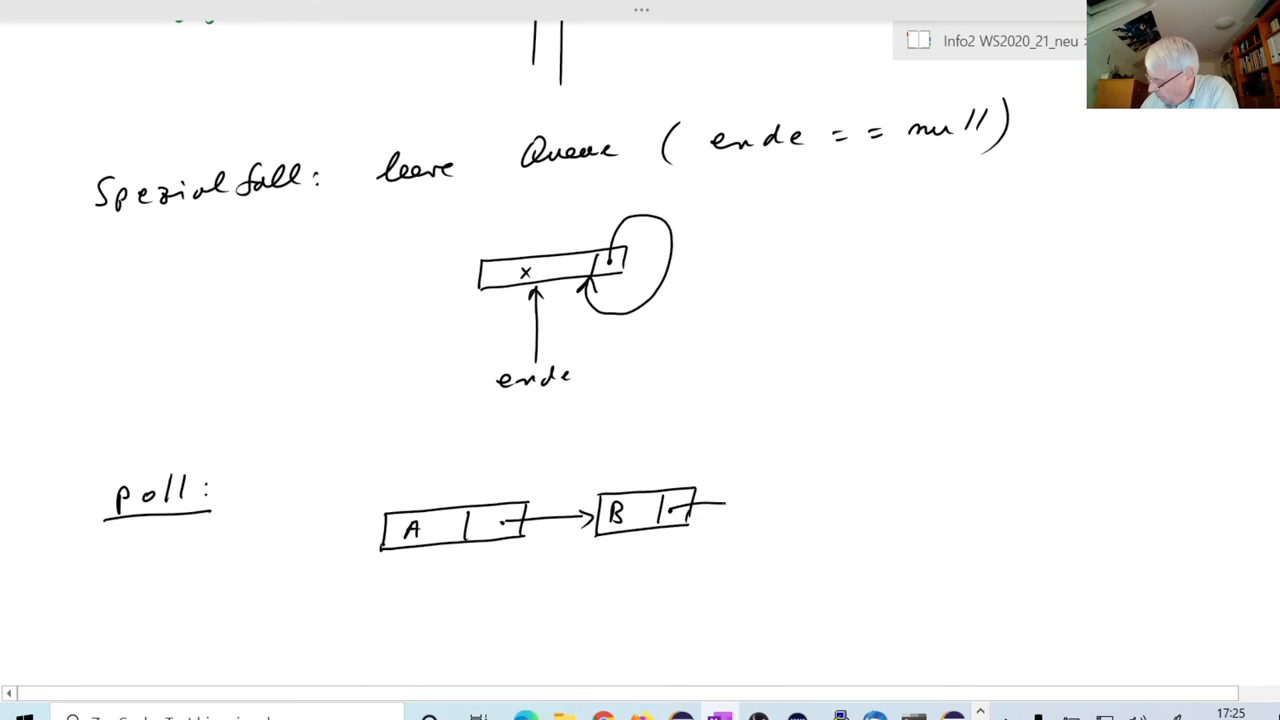 Info2 WS2020_21_neu >
Spezialfall: leere Queue ( ende == null )
x
ende
poll:
A B
17:25